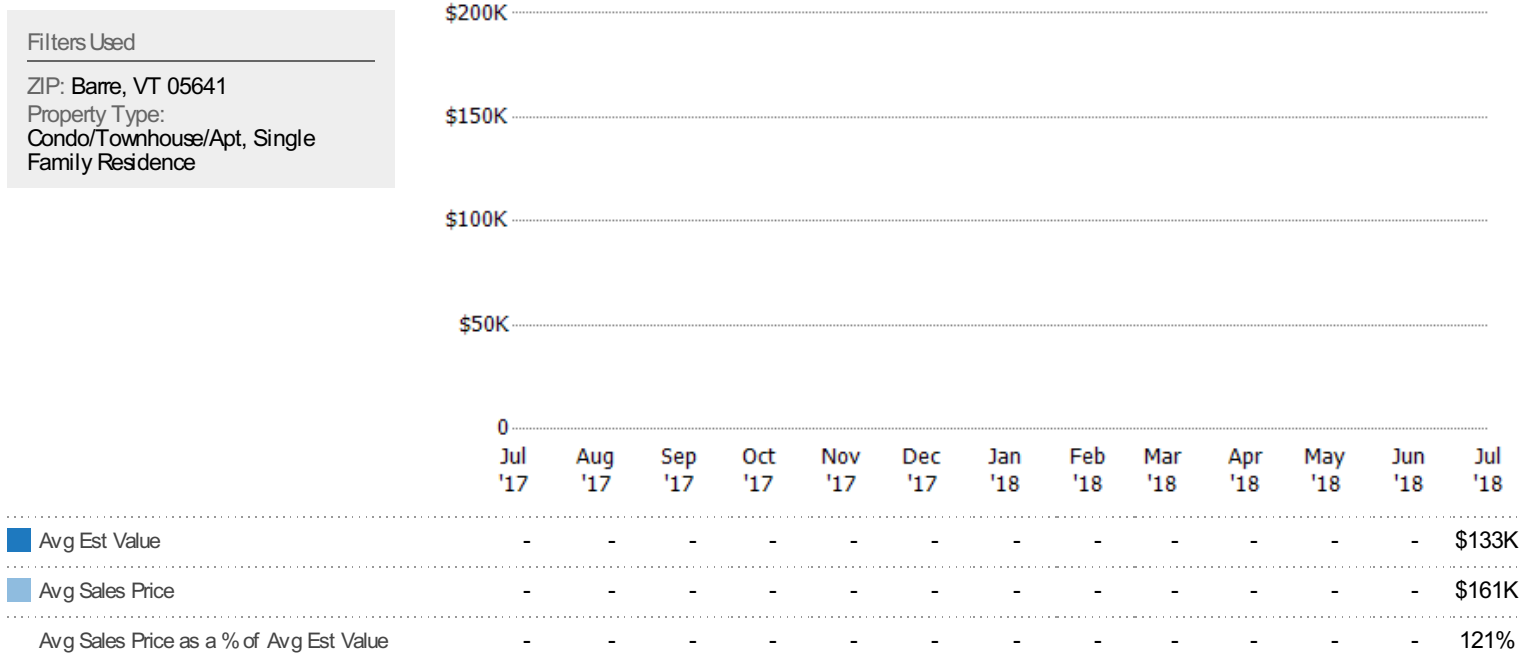 Filters Used
ZIP: Barre, VT 05641
Property Type:
Condo/Townhouse/Apt, Single
Family Residence
$200K
$150K
$100K
$50K
0
Jul Aug Sep Oct Nov Dec Jan Feb Mar Apr May Jun Jul
'17 '17 '17 '17 '17 '17 '18 '18 '18 '18 '18 '18 '18
Avg Est Value - - - - - - - - - - - - $133K
Avg Sales Price - - - - - - - - - - - - $161K
Avg Sales Price as a % of Avg Est Value - - - - - - - - - - - - 121%